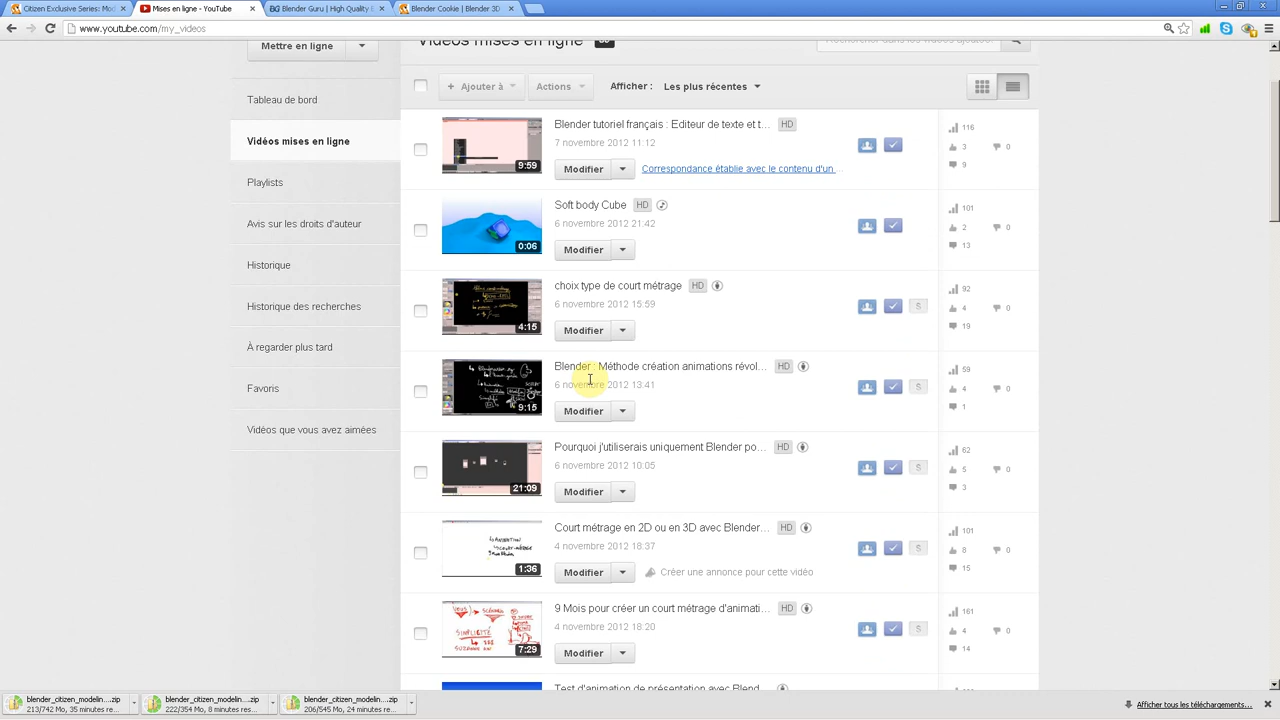 Citizen Exclusive Series: Mod
Mises en ligne - YouTube
Blender Guru | High Quality B
Blender Cookie | Blender 3D
www.youtube.com/my_videos
Mettre en ligne
Tableau de bord
Vidéos mises en ligne
Playlists
Avis sur les droits d'auteur
Historique
Historique des recherches
À regarder plus tard
Favoris
Vidéos que vous avez aimées
Vidéos mises en ligne
Rechercher dans les vidéos ajoutée
+ Ajouter à
Actions
Afficher :
Les plus récentes
9:59
Blender tutoriel français : Editeur de texte et t... HD
7 novembre 2012 11:12
Modifier
Correspondance établie avec le contenu d'un ...
116
3 0
9
0:06
Soft body Cube HD
6 novembre 2012 21:42
Modifier
101
2 0
13
4:15
choix type de court métrage HD
6 novembre 2012 15:59
Modifier
S
92
4 0
19
9:15
Blender : Méthode création animations révol... HD
6 novembre 2012 13:41
Modifier
S
59
4 0
1
21:09
Pourquoi j'utiliserais uniquement Blender po... HD
6 novembre 2012 10:05
Modifier
S
62
5 0
3
1:36
Court métrage en 2D ou en 3D avec Blender... HD
4 novembre 2012 18:37
Modifier
Créer une annonce pour cette vidéo
S
101
8 0
15
7:29
9 Mois pour créer un court métrage d'animati... HD
4 novembre 2012 18:20
Modifier
S
161
4 0
14
Test d'animation de présentation avec Blend...
blender_citizen_modelin....zip
213/742 Mo, 35 minutes res...
blender_citizen_modelin....zip
222/354 Mo, 8 minutes res...
blender_citizen_modelin....zip
206/545 Mo, 24 minutes re...
Afficher tous les téléchargements...